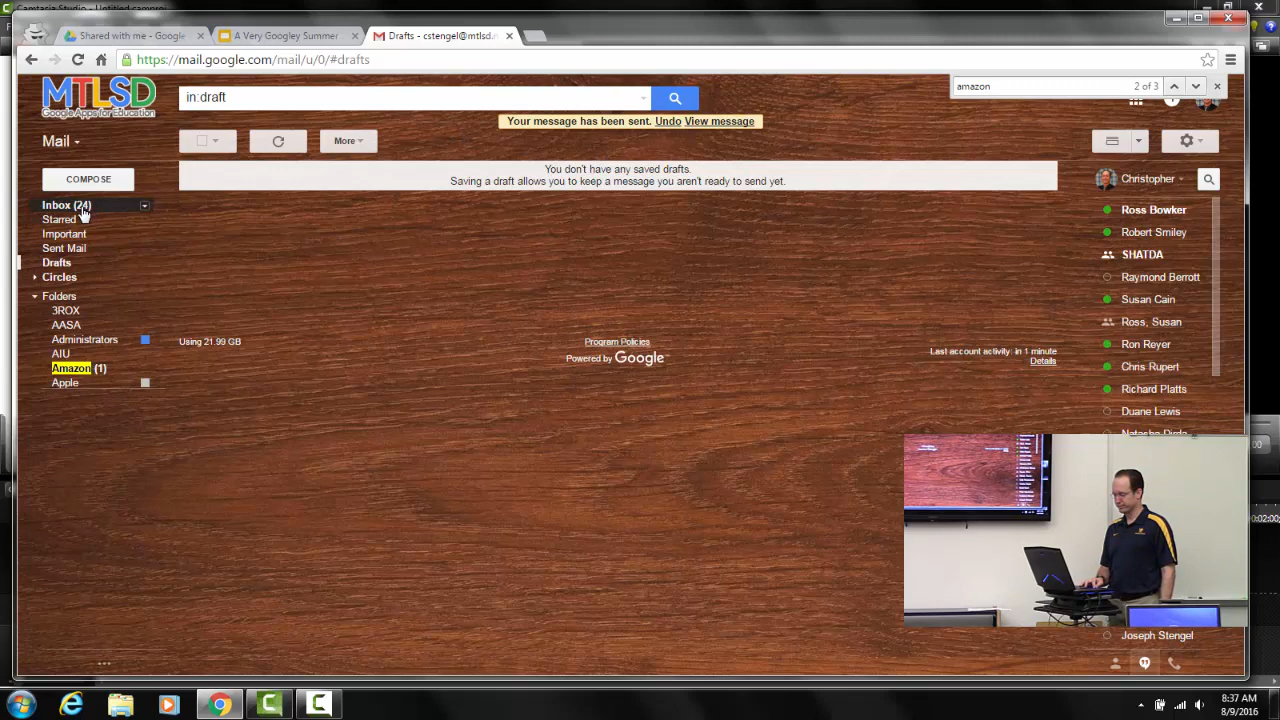 Camtasia Studio - Untitled.camproj
Shared with me - Google
A Very Googley Summer
Drafts - cstengel@mtlsd.
https://mail.google.com/mail/u/0/#drafts
amazon
2 of 3
MTLSD
Google Apps for Education
in:draft
Your message has been sent. Undo View message
Mail
More
You don't have any saved drafts.
Saving a draft allows you to keep a message you aren't ready to send yet.
COMPOSE
Christopher
Inbox (24)
Starred
Important
Sent Mail
Drafts
Circles
Folders
3ROX
AASA
Administrators
AIU
Amazon (1)
Apple
Using 21.99 GB
Program Policies
Powered by Google
Last account activity: in 1 minute
Details
Ross Bowker
Robert Smiley
SHATDA
Raymond Berrott
Susan Cain
Ross, Susan
Ron Reyer
Chris Rupert
Richard Platts
Duane Lewis
Joseph Stengel
0:02:00;
8:37 AM
8/9/2016